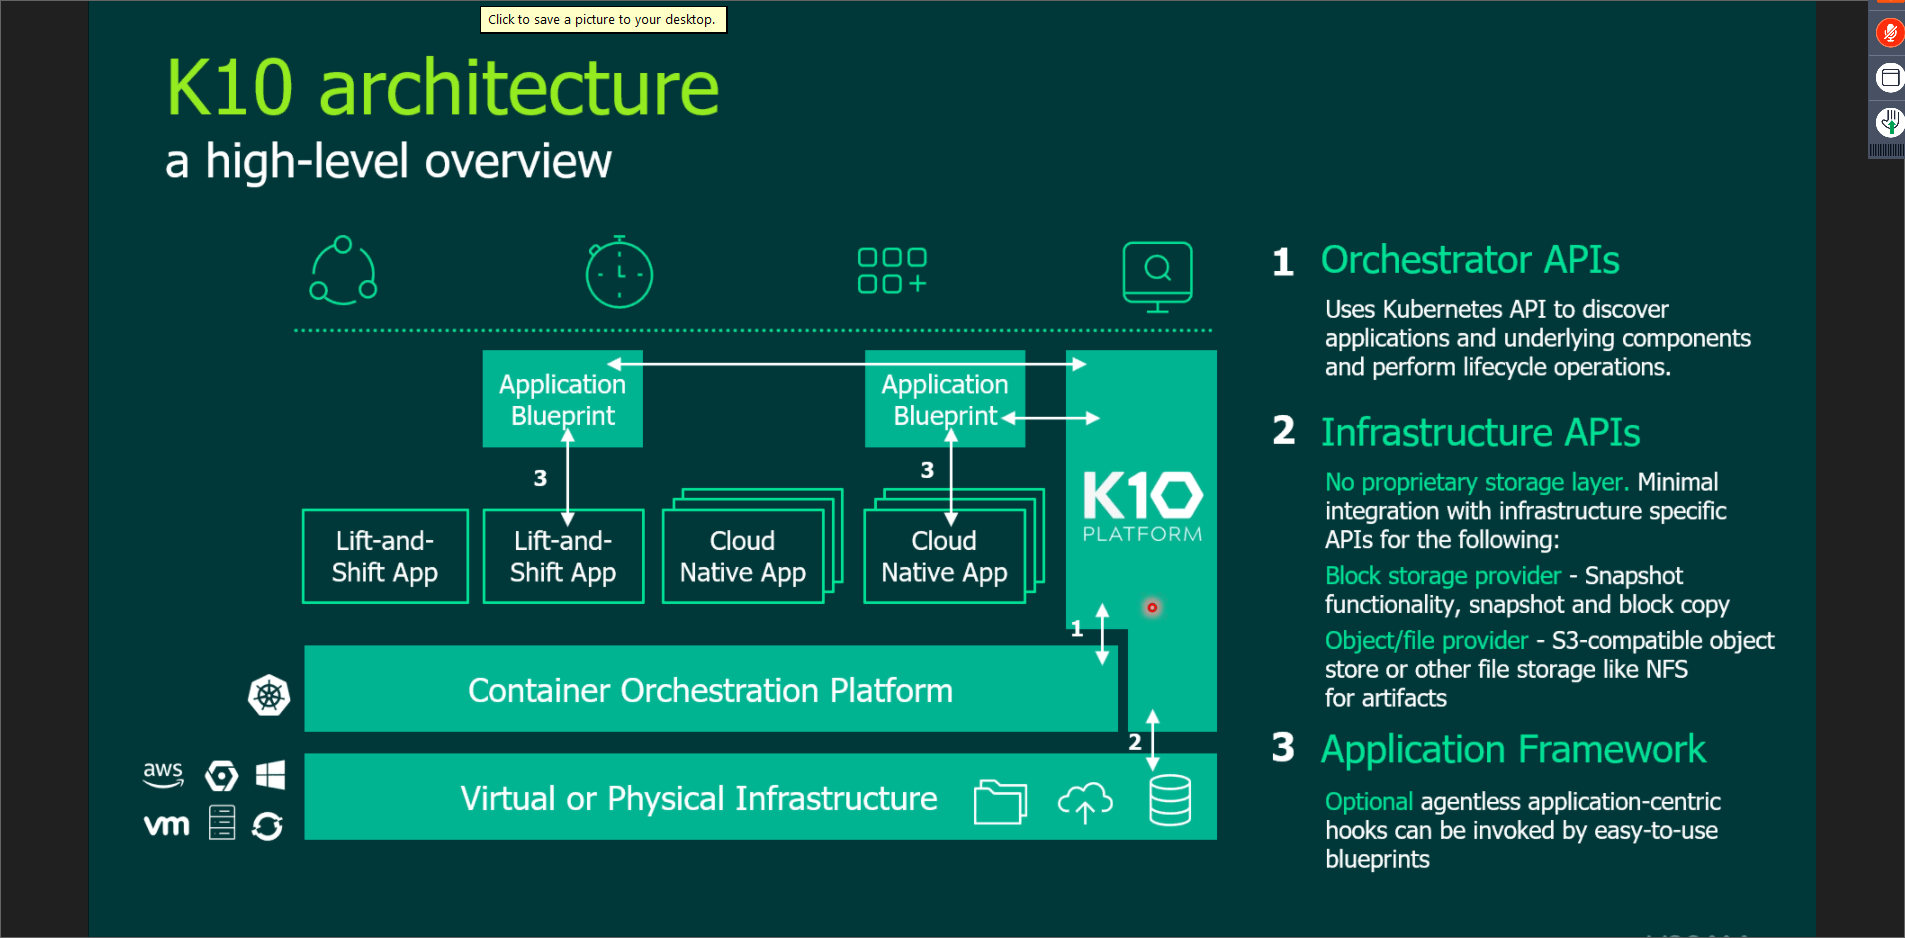 Click to save a picture to your desktop.
K10 architecture
a high-level overview
Application
Blueprint
Application
Blueprint
3
3
Lift-and-
Shift App
Lift-and-
Shift App
Cloud
Native App
Cloud
Native App
K10
PLATFORM
1
Container Orchestration Platform
2
aws
vm
Virtual or Physical Infrastructure
1 Orchestrator APIs
Uses Kubernetes API to discover
applications and underlying components
and perform lifecycle operations.
2 Infrastructure APIs
No proprietary storage layer. Minimal
integration with infrastructure specific
APIs for the following:
Block storage provider - Snapshot
functionality, snapshot and block copy
Object/file provider - S3-compatible object
store or other file storage like NFS
for artifacts
3 Application Framework
Optional agentless application-centric
hooks can be invoked by easy-to-use
blueprints